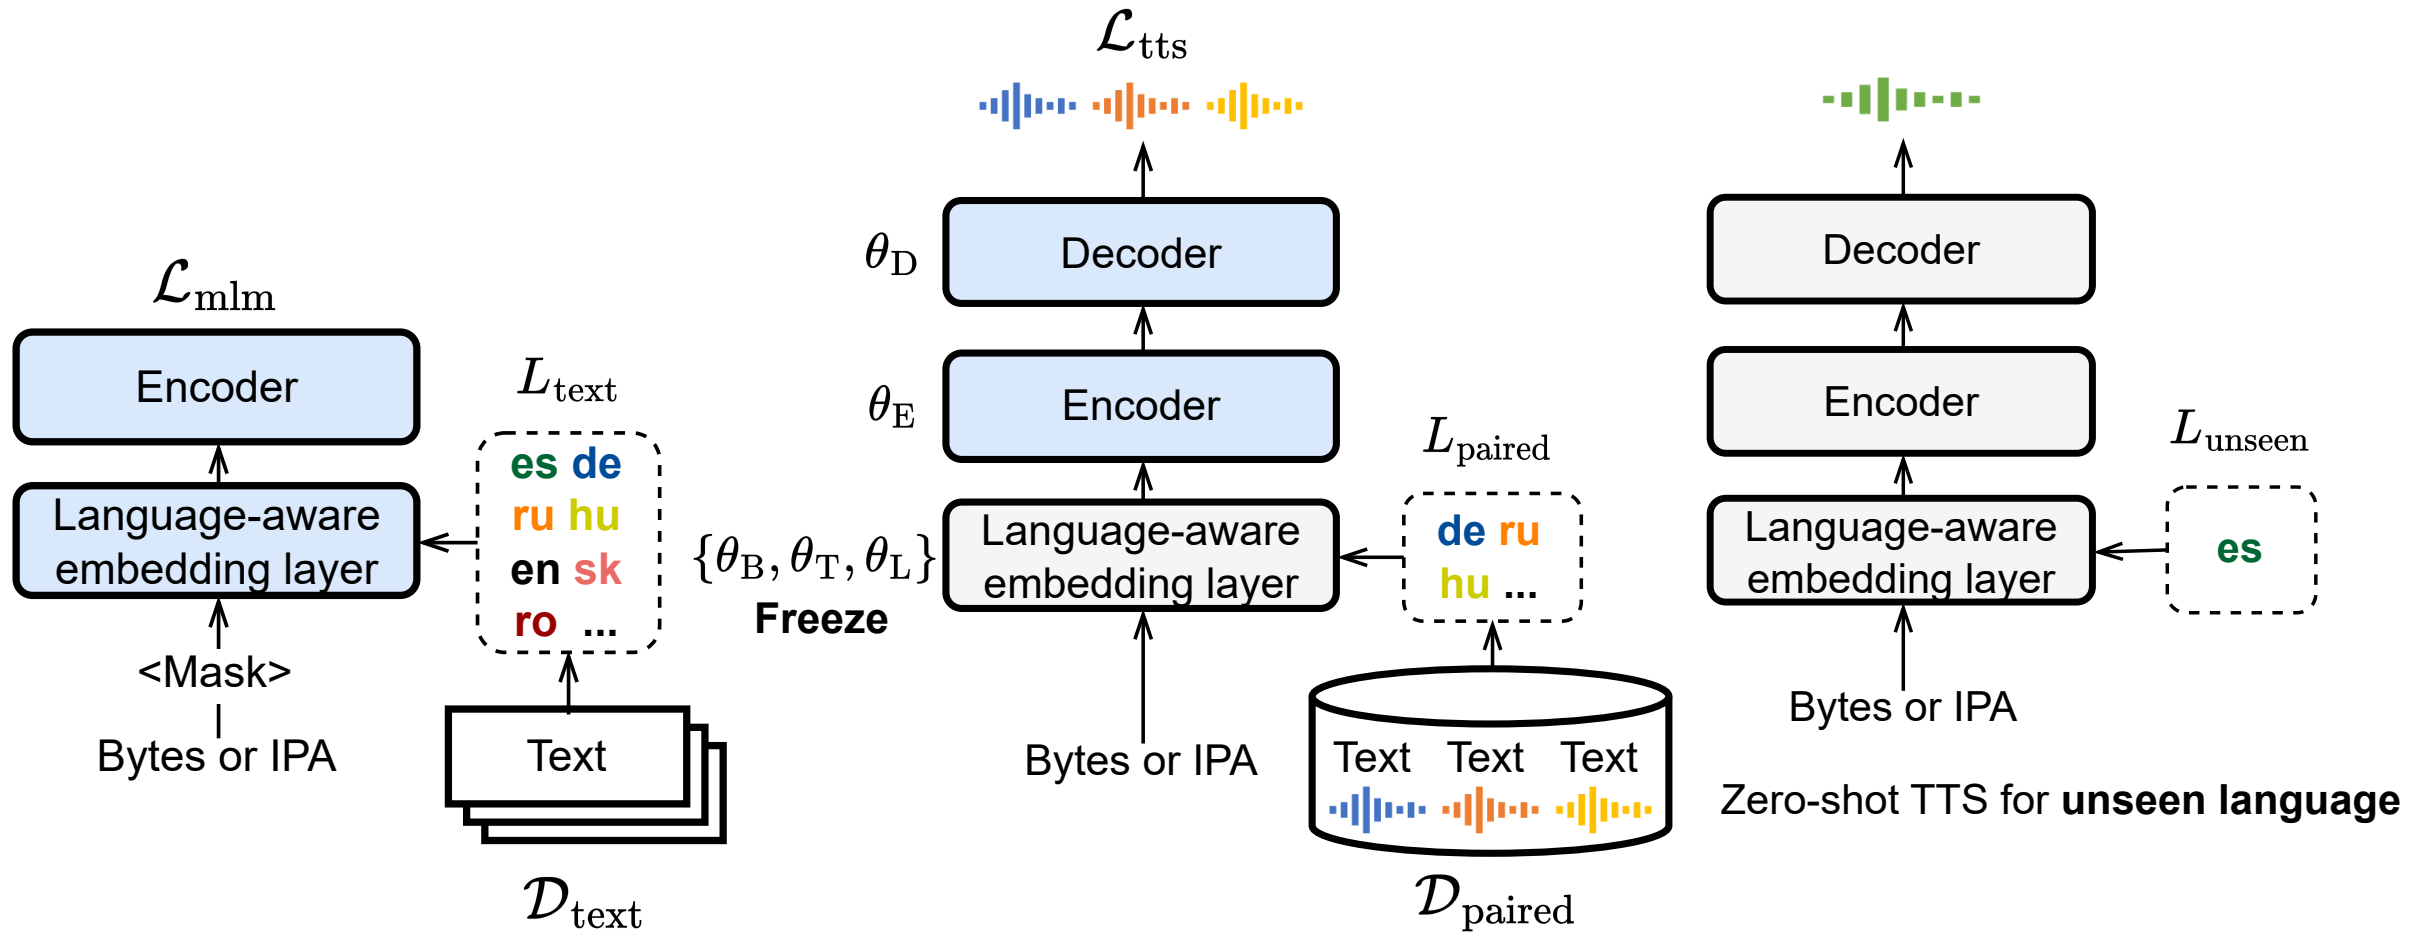 ℒmlm
Encoder
Language-aware
embedding layer
<Mask>
Bytes or IPA
Ltext
es de
ru hu
en sk
ro ...
Text
𝒟text
ℒtts
θD
Decoder
θE
Encoder
{θB, θT, θL}
Freeze
Language-aware
embedding layer
Bytes or IPA
Lpaired
de ru
hu ...
Text Text Text
𝒟paired
Decoder
Encoder
Language-aware
embedding layer
Lunseen
es
Bytes or IPA
Zero-shot TTS for unseen language